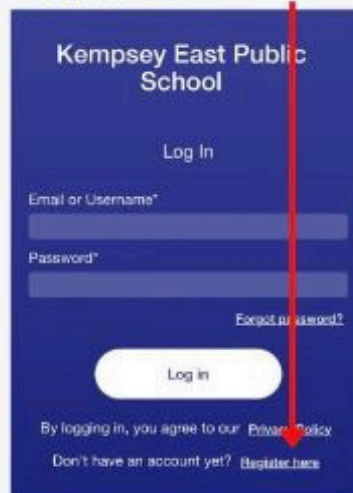 Kempsey East Public
School
Log In
Email or Username*
Password*
Forgot password?
Log in
By logging in, you agree to our Privacy Policy
Don't have an account yet? Register here